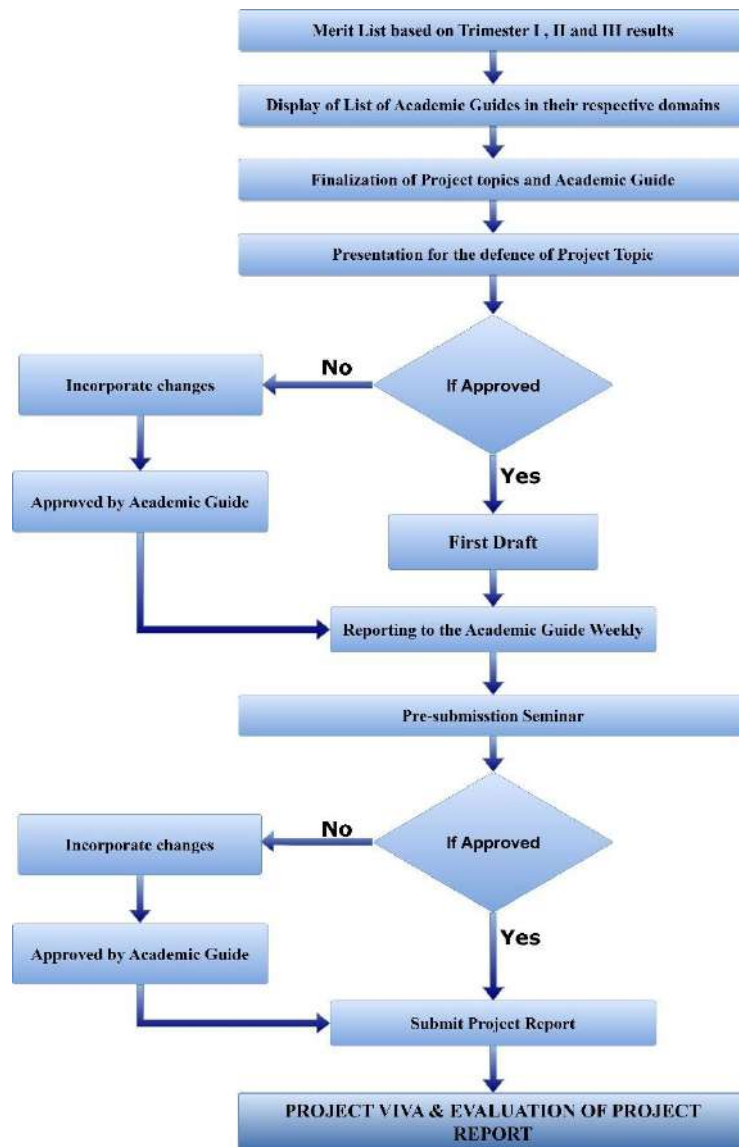 Merit List based on Trimester I , II and III results
Display of List of Academic Guides in their respective domains
Finalization of Project topics and Academic Guide
Presentation for the defence of Project Topic
If Approved
No
Incorporate changes
Approved by Academic Guide
Yes
First Draft
Reporting to the Academic Guide Weekly
Pre-submisstion Seminar
If Approved
No
Incorporate changes
Approved by Academic Guide
Yes
Submit Project Report
PROJECT VIVA & EVALUATION OF PROJECT
REPORT